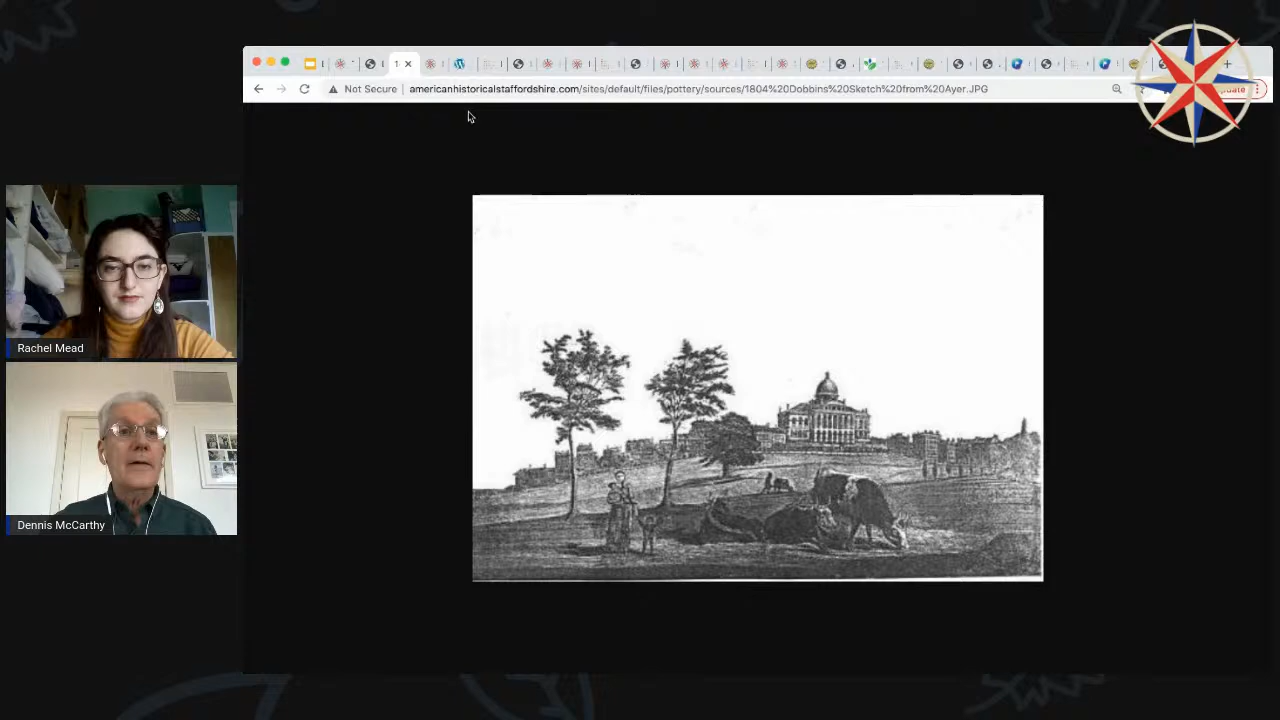 Not Secure
americanhistoricalstaffordshire.com/sites/default/files/pottery/sources/1804%20Dobbins%20Sketch%20from%20Ayer.JPG
Rachel Mead
Dennis McCarthy